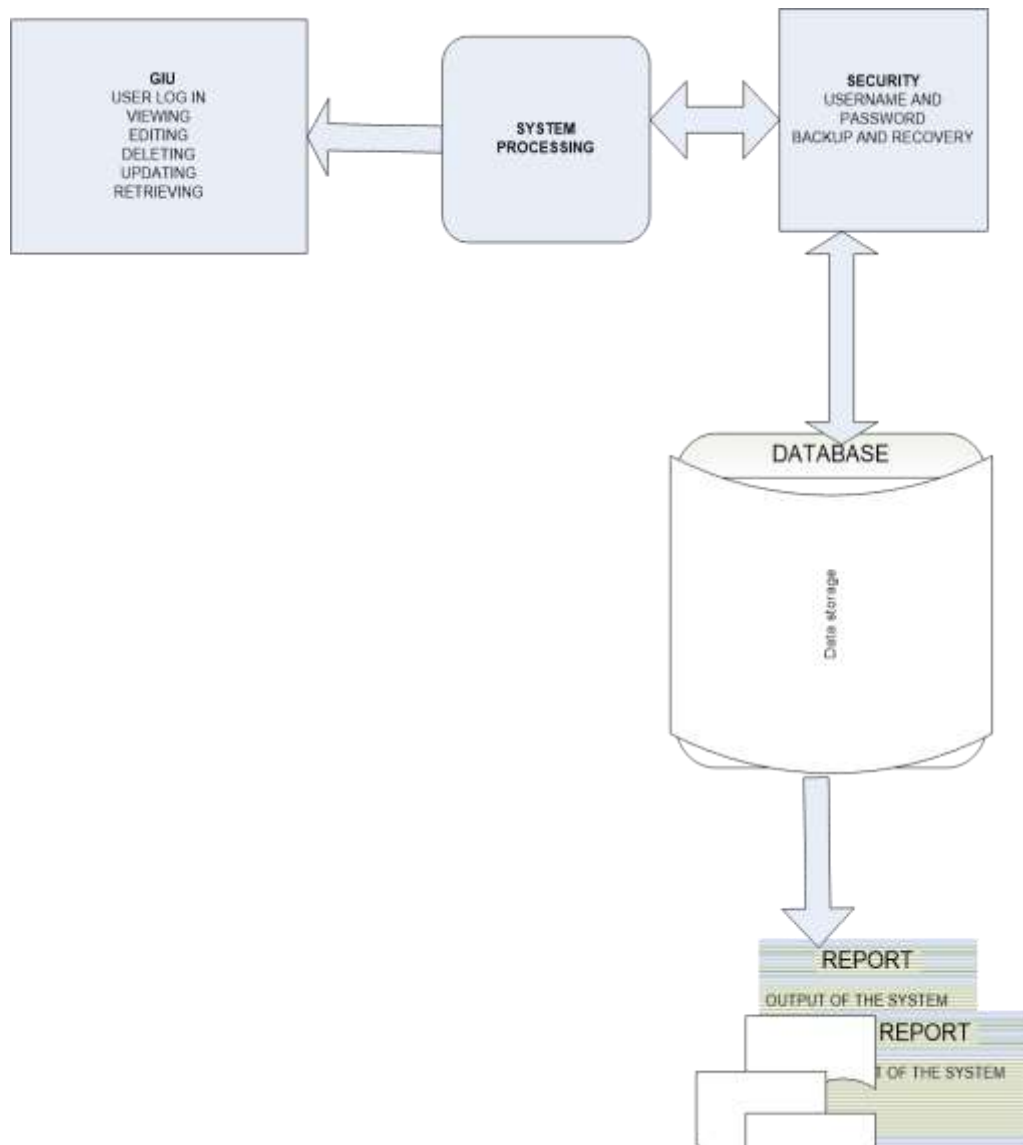 GIU
USER LOG IN
VIEWING
EDITING
DELETING
UPDATING
RETRIEVING
SYSTEM
PROCESSING
SECURITY
USERNAME AND
PASSWORD
BACKUP AND RECOVERY
DATABASE
Data storage
REPORT
OUTPUT OF THE SYSTEM
REPORT
T OF THE SYSTEM